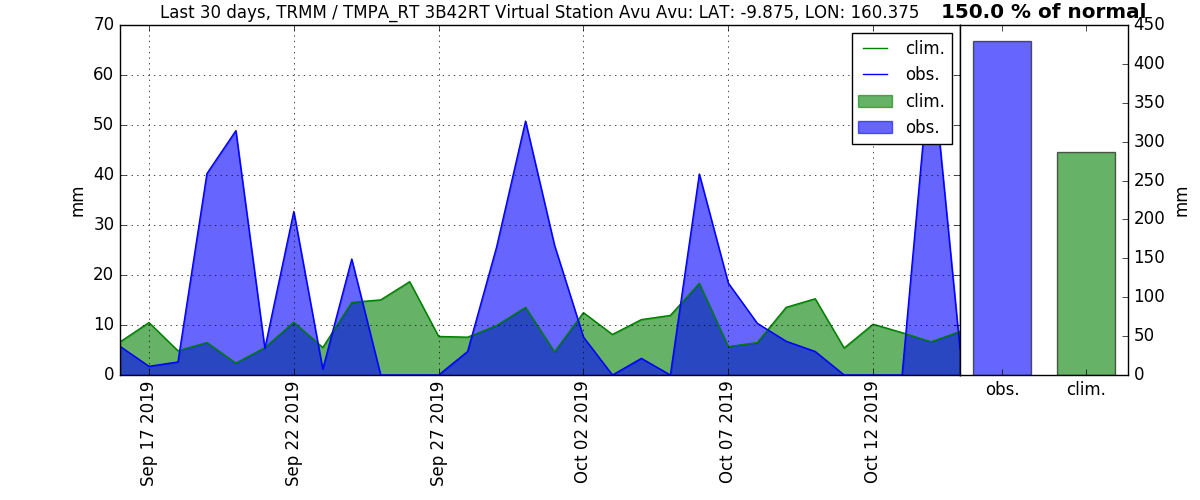 Last 30 days, TRMM / TMPA_RT 3B42RT Virtual Station Avu Avu: LAT: -9.875, LON: 160.375
150.0 % of normal
70
60
50
40
30
20
10
0
mm
clim.
obs.
clim.
obs.
Sep 17 2019
Sep 22 2019
Sep 27 2019
Oct 02 2019
Oct 07 2019
Oct 12 2019
450
400
350
300
250
200
150
100
50
0
mm
obs. clim.